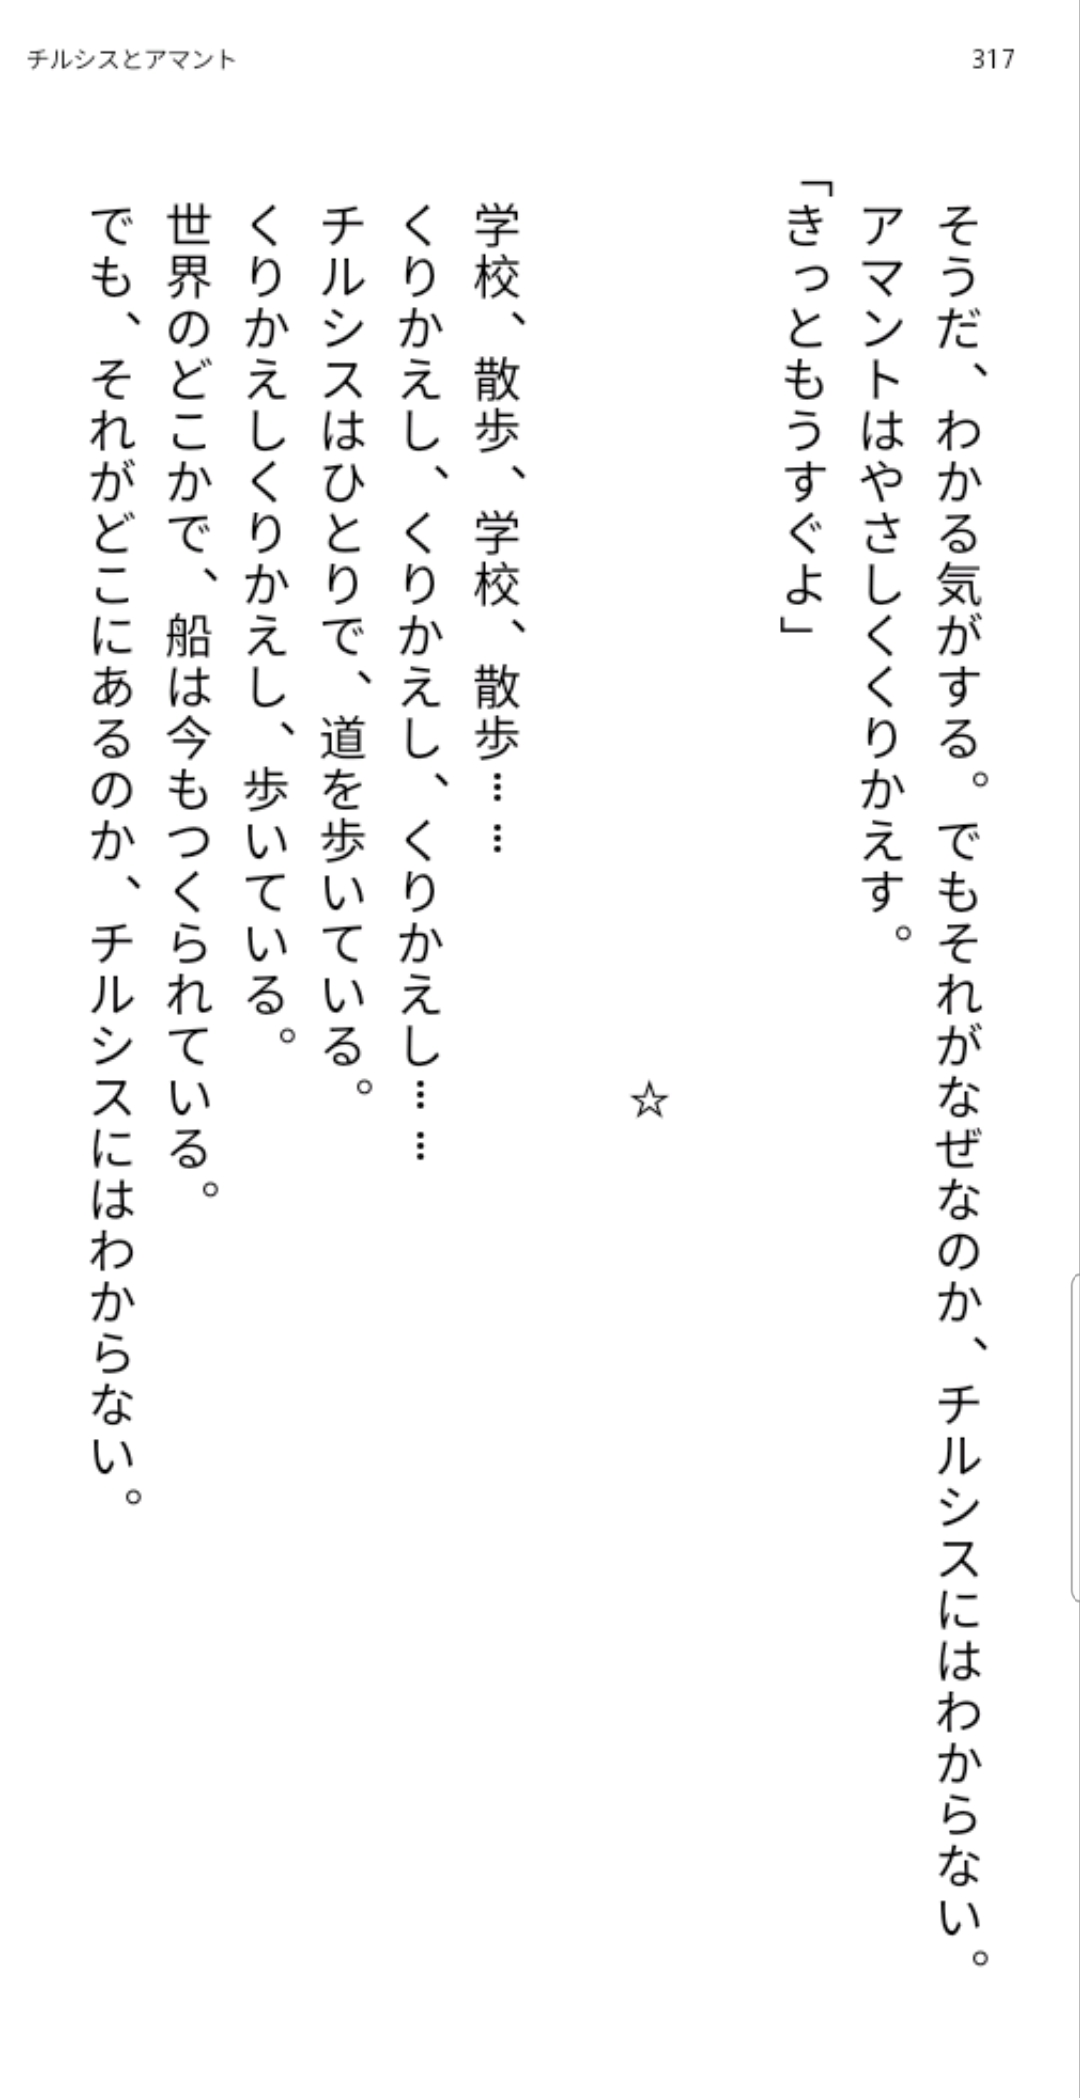 チルシスとアマント
317
そうだ、わかる気がする。でもそれがなぜなのか、チルシスにはわからない。
アマントはやさしくくりかえす。
「きっともうすぐよ」
☆
学校、散歩、学校、散歩……
くりかえし、くりかえし、くりかえし……
チルシスはひとりで、道を歩いている。
くりかえしくりかえし、歩いている。
世界のどこかで、船は今もつくられている。
でも、それがどこにあるのか、チルシスにはわからない。